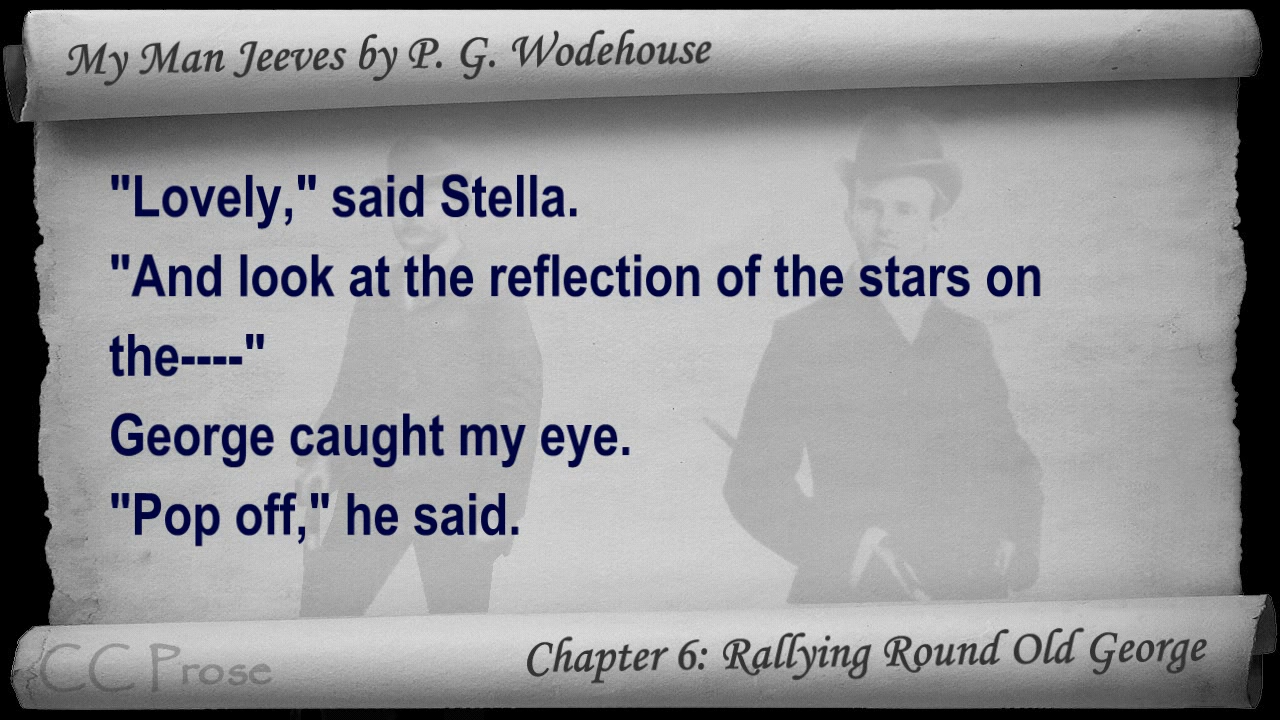 My Man Jeeves by P. G. Wodehouse
"Lovely," said Stella.
"And look at the reflection of the stars on
the----"
George caught my eye.
"Pop off," he said.
CC Prose
Chapter 6: Rallying Round Old George